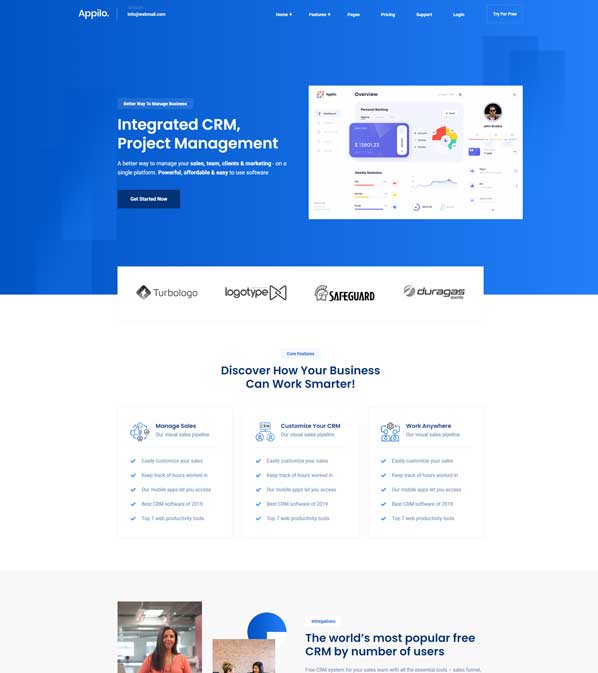 Appilo.
info@webmail.com
Home
Features
Pages
Pricing
Support
Login
Try For Free
Better Way To Manage Business
Integrated CRM,
Project Management
A better way to manage your sales, team, clients & marketing - on a
single platform. Powerful, affordable & easy to use software
Get Started Now
Appilo.
Overview
Personal Banking
$ 15901.23
Weekly Statistics
Turbologo
logotype
SAFEGUARD
duragas
Core Features
Discover How Your Business
Can Work Smarter!
Manage Sales
Our visual sales pipeline
Easily customize your sales
Keep track of hours worked in
Our mobile apps let you access
Best CRM software of 2019
Top 7 web productivity tools
CRM
Customize Your CRM
Our visual sales pipeline
Easily customize your sales
Keep track of hours worked in
Our mobile apps let you access
Best CRM software of 2019
Top 7 web productivity tools
Work Anywhere
Our visual sales pipeline
Easily customize your sales
Keep track of hours worked in
Our mobile apps let you access
Best CRM software of 2019
Top 7 web productivity tools
Integations
The world's most popular free
CRM by number of users
Free CRM system for your sales team with all the essential tools – sales funnel,